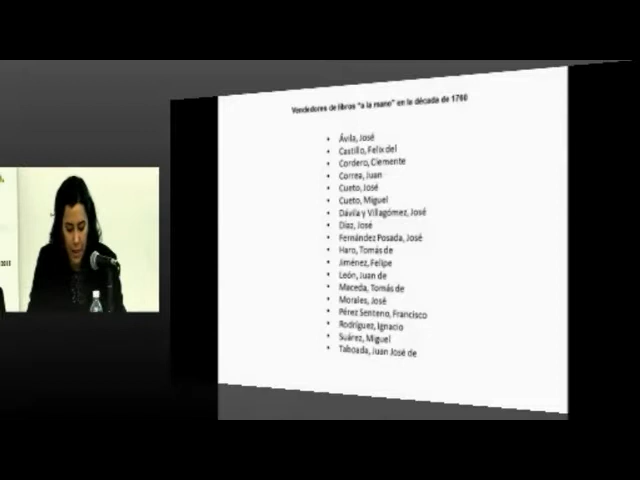 Vendedores de libros "a la mano" en la década de 1760
• Ávila, José
• Castillo, Felix del
• Cordero, Clemente
• Correa, Juan
• Cueto, José
• Cueto, Miguel
• Dávila y Villagómez, José
• Díaz, José
• Fernández Posada, José
• Haro, Tomás de
• Jiménez, Felipe
• León, Juan de
• Maceda, Tomás de
• Morales, José
• Pérez Senteno, Francisco
• Rodríguez, Ignacio
• Suárez, Miguel
• Taboada, Juan José de